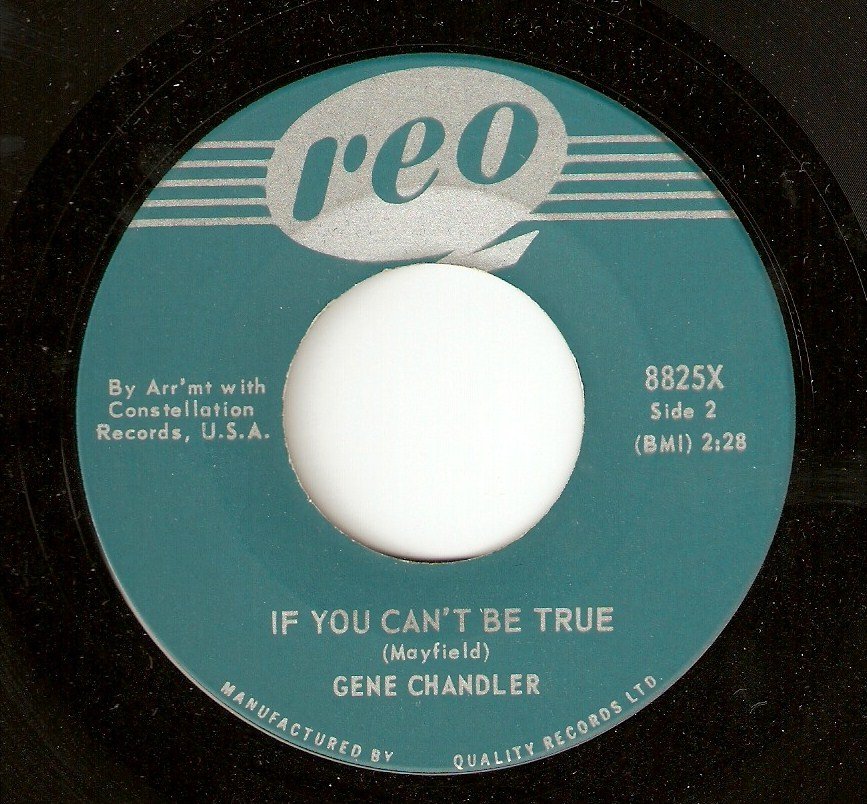 reo
By Arr'mt with
Constellation
Records, U.S.A.
8825X
Side 2
(BMI) 2:28
IF YOU CAN'T BE TRUE
(Mayfield)
GENE CHANDLER
MANUFACTURED BY QUALITY RECORDS LTD.